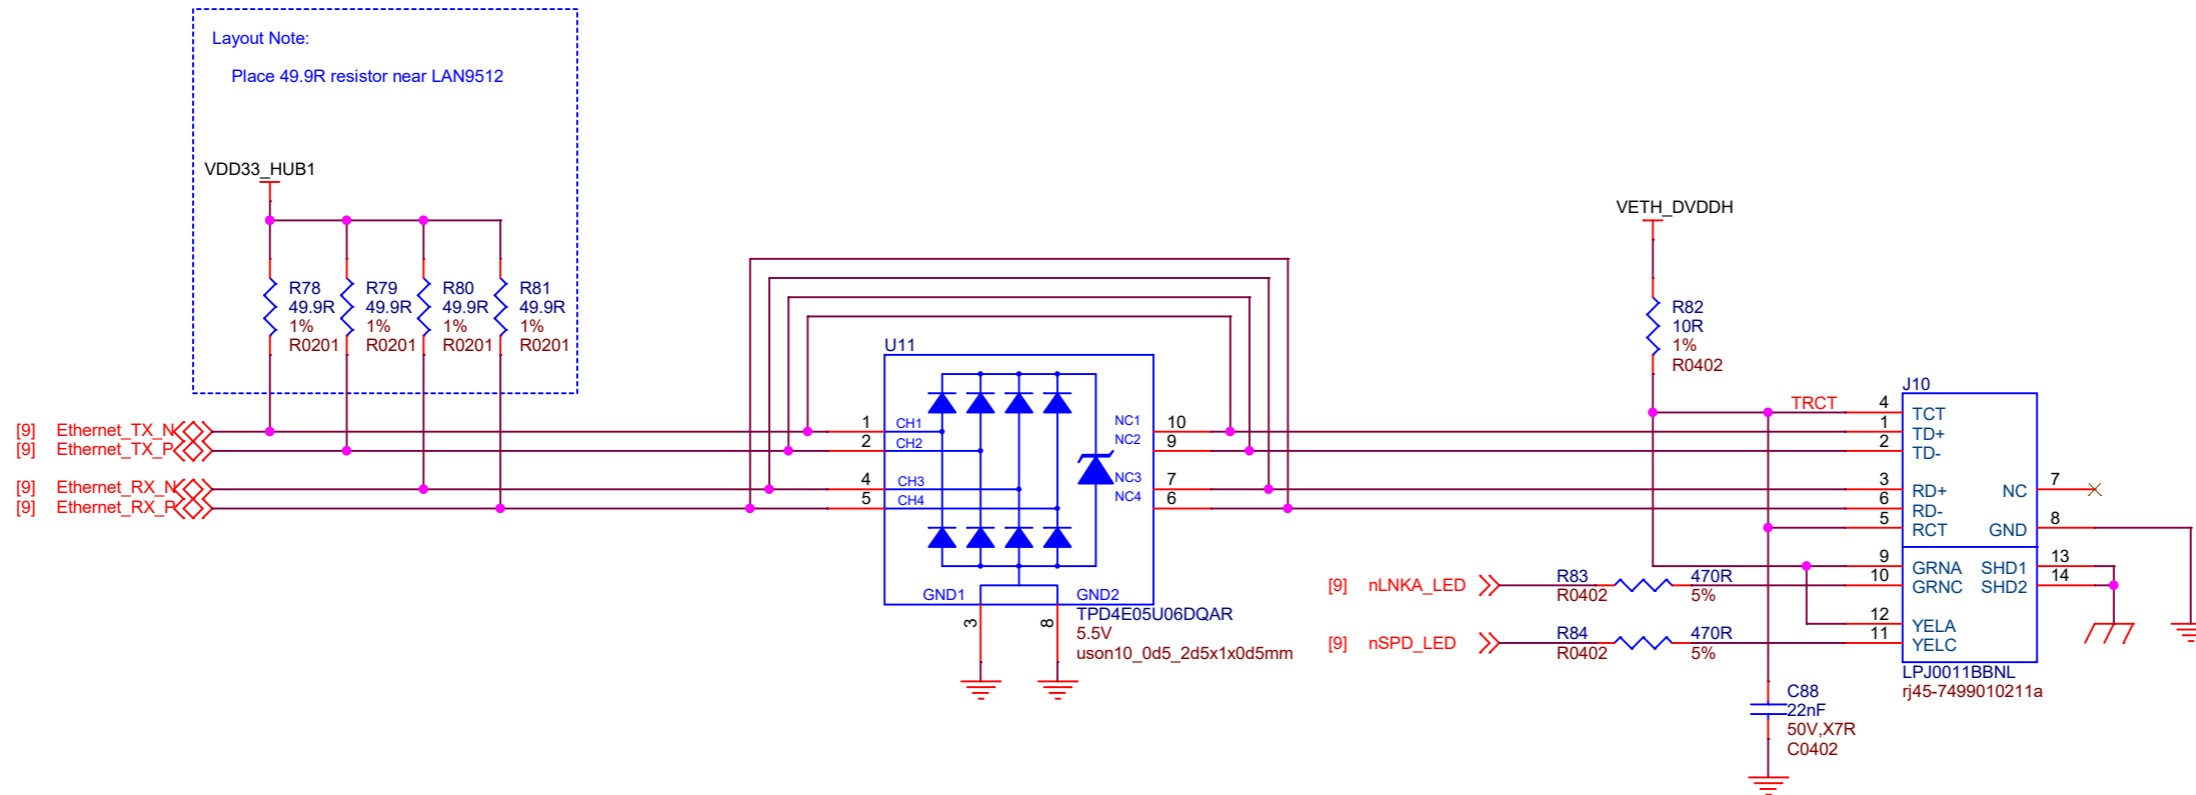 Layout Note:
Place 49.9R resistor near LAN9512
VDD33_HUB1
R78
49.9R
1%
R0201
R79
49.9R
1%
R0201
R80
49.9R
1%
R0201
R81
49.9R
1%
R0201
[9] Ethernet_TX_N
[9] Ethernet_TX_P
[9] Ethernet_RX_N
[9] Ethernet_RX_P
U11
1 CH1
2 CH2
4 CH3
5 CH4
NC1 10
NC2 9
NC3 7
NC4 6
GND1 GND2
3 8
TPD4E05U06DQAR
5.5V
uson10_0d5_2d5x1x0d5mm
VETH_DVDDH
R82
10R
1%
R0402
TRCT
J10
4 TCT
1 TD+
2 TD-
3 RD+
6 RD-
5 RCT
9 GRNA
10 GRNC
12 YELA
11 YELC
NC 7
GND 8
SHD1 13
SHD2 14
LPJ0011BBNL
rj45-7499010211a
[9] nLNKA_LED
R83 470R
R0402 5%
[9] nSPD_LED
R84 470R
R0402 5%
C88
22nF
50V,X7R
C0402